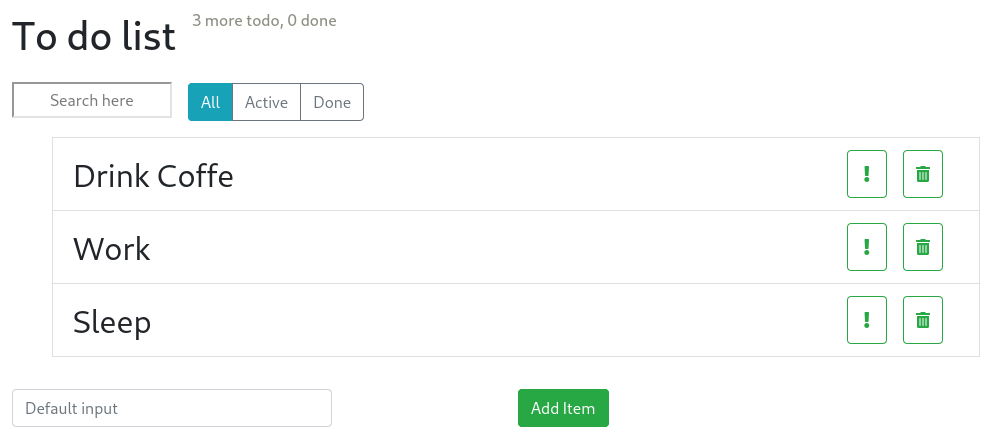 To do list
3 more todo, 0 done
Search here
All Active Done
Drink Coffe
Work
Sleep
Default input
Add Item